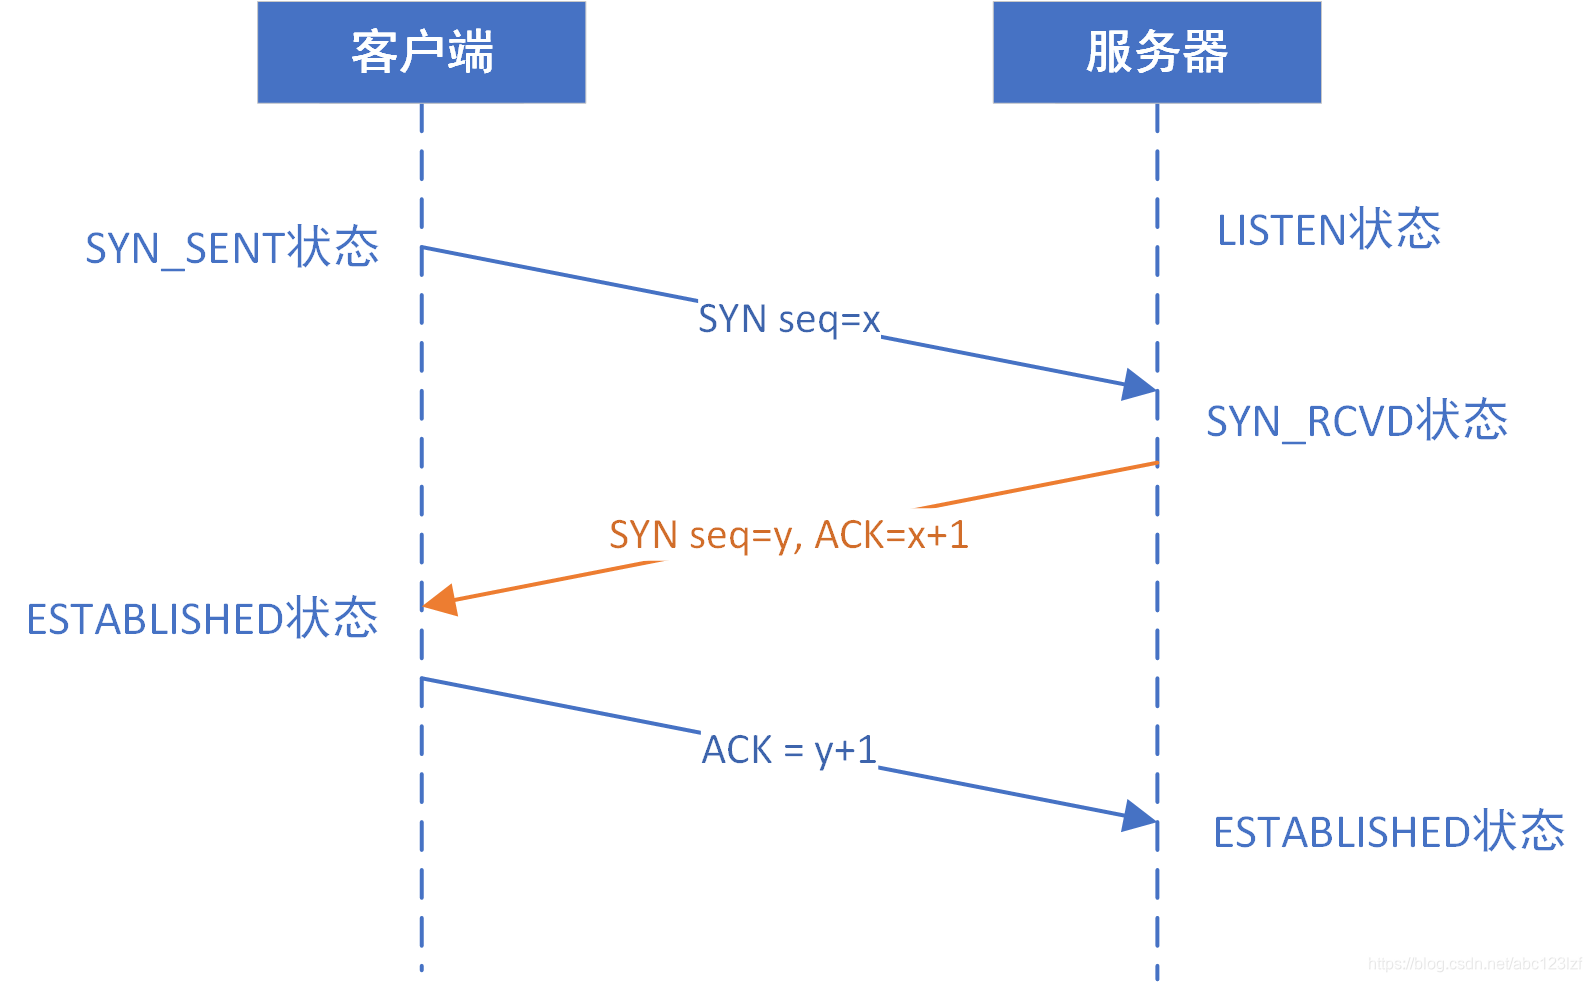 客户端
服务器
LISTEN状态
SYN_SENT状态
SYN seq=x
SYN_RCVD状态
SYN seq=y, ACK=x+1
ESTABLISHED状态
ACK = y+1
ESTABLISHED状态
https://blog.csdn.net/abc123lzf